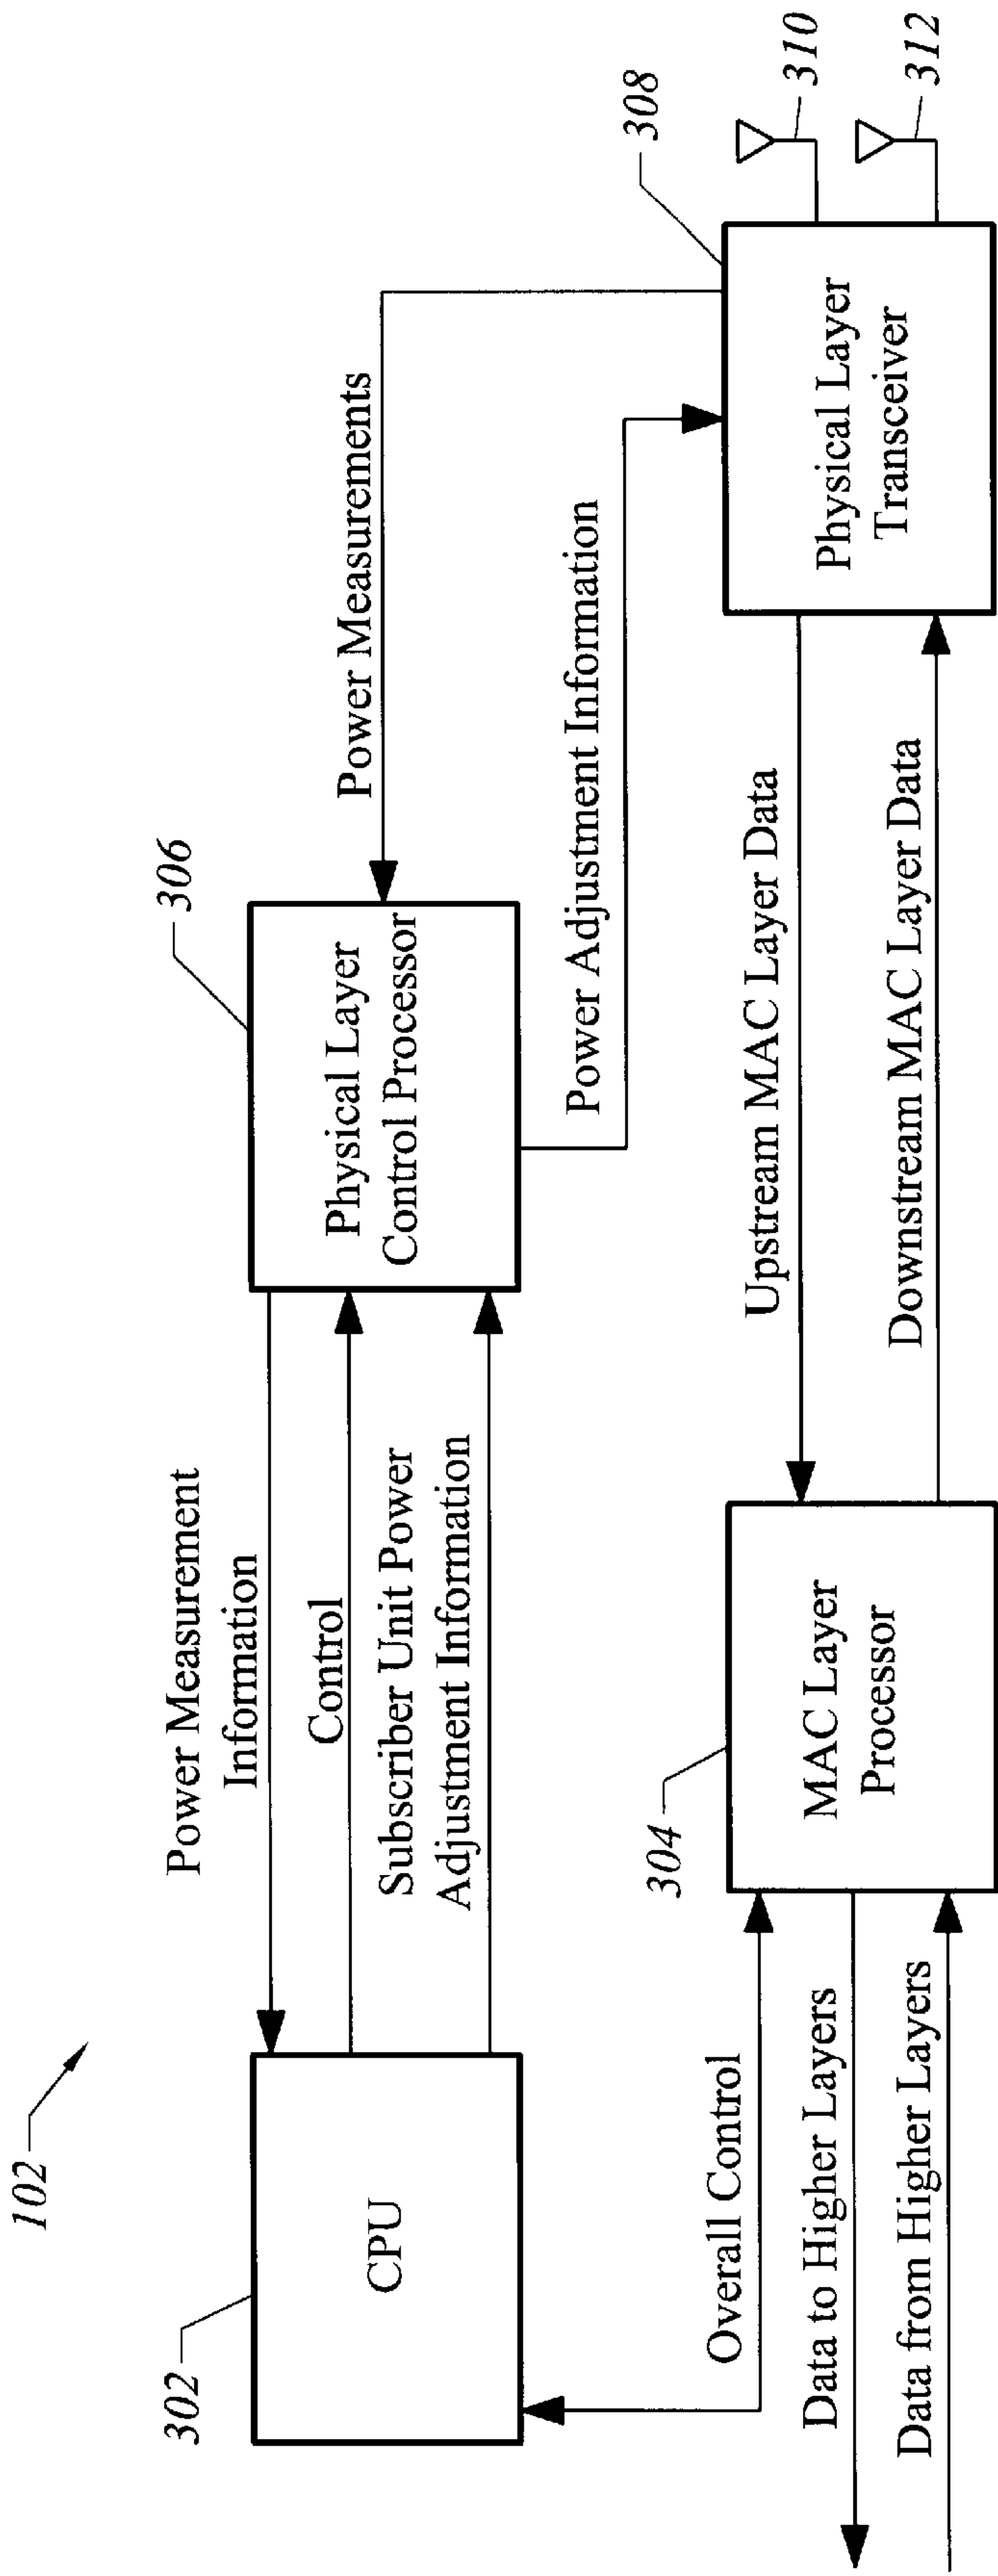 102
302
CPU
Power Measurement
Information
Control
Subscriber Unit Power
Adjustment Information
306
Physical Layer
Control Processor
Power Measurements
Power Adjustment Information
308
Physical Layer
Transceiver
310
312
Overall Control
Data to Higher Layers
Data from Higher Layers
304
MAC Layer
Processor
Upstream MAC Layer Data
Downstream MAC Layer Data